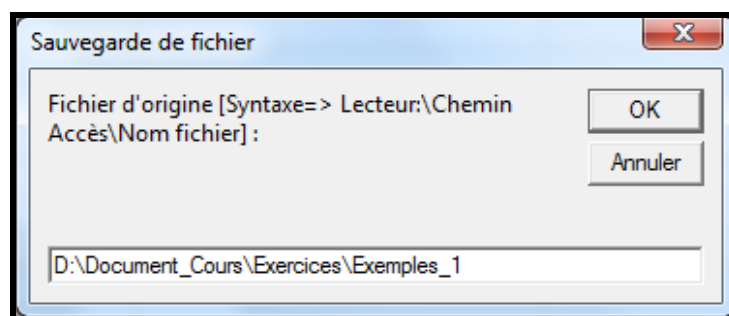 Sauvegarde de fichier
Fichier d'origine [Syntaxe=> Lecteur:\Chemin
Accès\Nom fichier] :
OK
Annuler
D:\Document_Cours\Exercices\Exemples_1